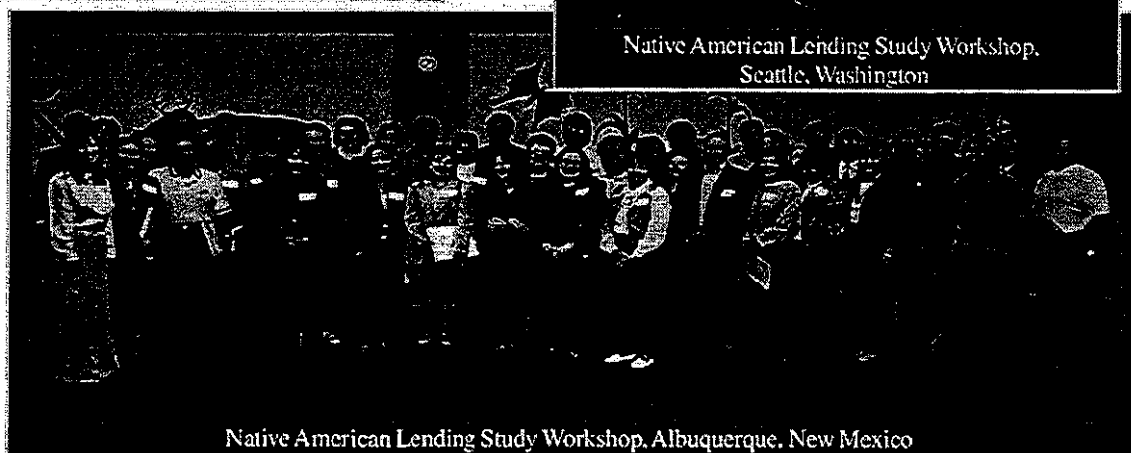 Native American Lending Study Workshop,
Seattle, Washington
Native American Lending Study Workshop, Albuquerque, New Mexico